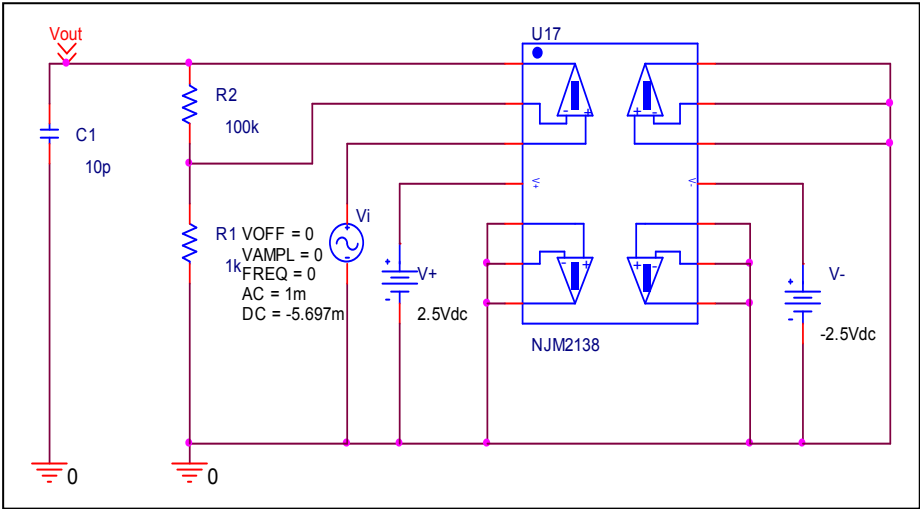 Vout
U17
R2
100k
C1
10p
- +
+ -
V+
V-
Vi
R1
1k
VOFF = 0
VAMPL = 0
FREQ = 0
AC = 1m
DC = -5.697m
+
-
+
-
V+
2.5Vdc
- +
+ -
+
-
V-
-2.5Vdc
NJM2138
0
0